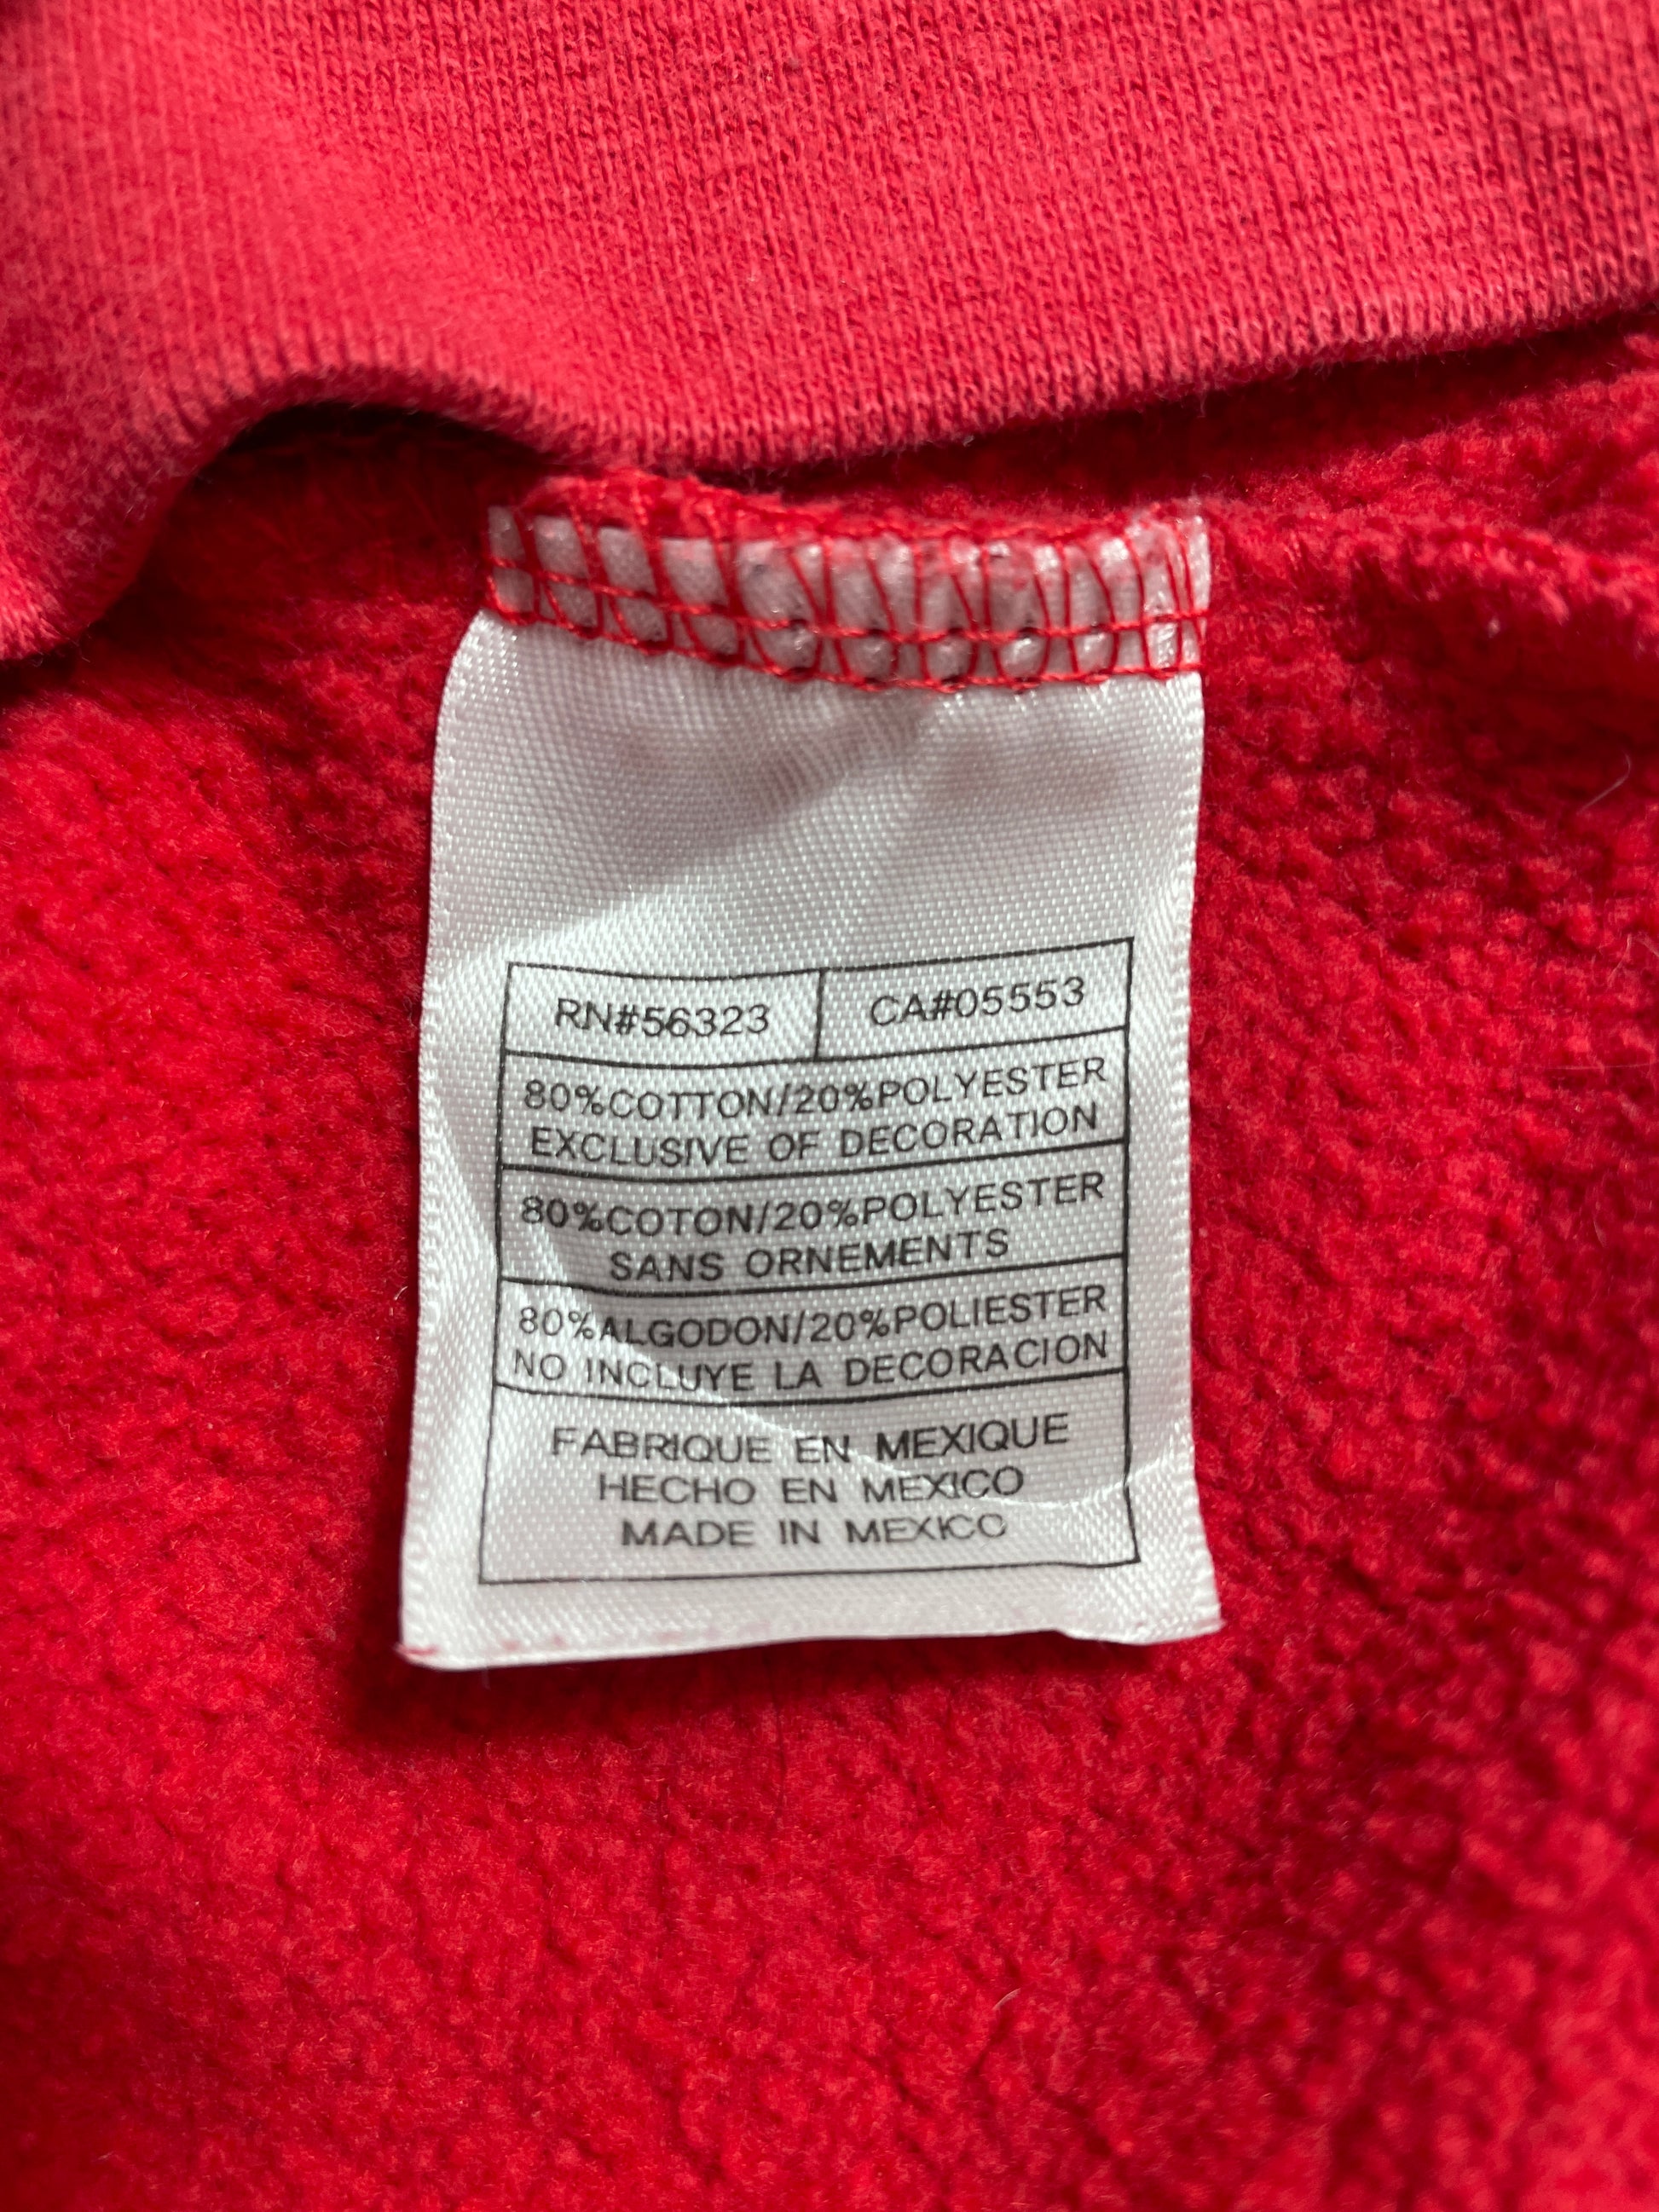 RN#56323 CA#05553
80%COTTON/20%POLYESTER
EXCLUSIVE OF DECORATION
80%COTON/20%POLYESTER
SANS ORNEMENTS
80%ALGODON/20%POLIESTER
NO INCLUYE LA DECORACION
FABRIQUE EN MEXIQUE
HECHO EN MEXICO
MADE IN MEXICO